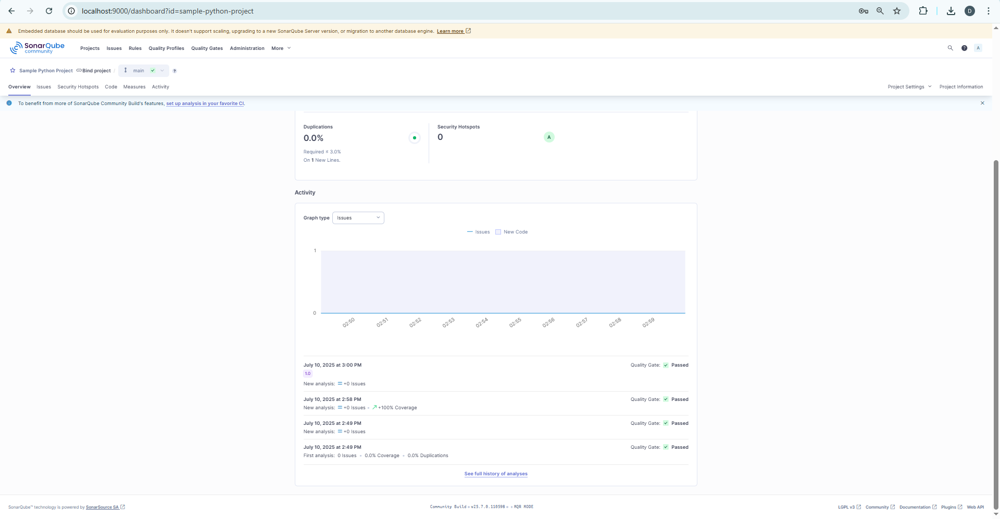 localhost:9000/dashboard?id=sample-python-project
D
Embedded database should be used for evaluation purposes only. It doesn't support scaling, upgrading to a new SonarQube Server version, or migration to another database engine. Learn more
SonarQube
community
Projects Issues Rules Quality Profiles Quality Gates Administration More
? A
Sample Python Project Bind project / main ?
Overview Issues Security Hotspots Code Measures Activity Project Settings Project Information
To benefit from more of SonarQube Community Build's features, set up analysis in your favorite CI.
Duplications Security Hotspots
0.0% 0 A
Required ≤ 3.0%
On 1 New Lines.
Activity
Graph type Issues
Issues New Code
1
0
02:50 02:51 02:52 02:53 02:54 02:55 02:56 02:57 02:58 02:59
July 10, 2025 at 3:00 PM Quality Gate: Passed
1.0
New analysis: +0 Issues
July 10, 2025 at 2:58 PM Quality Gate: Passed
New analysis: +0 Issues +100% Coverage
July 10, 2025 at 2:49 PM Quality Gate: Passed
New analysis: +0 Issues
July 10, 2025 at 2:49 PM Quality Gate: Passed
First analysis: 0 Issues 0.0% Coverage 0.0% Duplications
See full history of analyses
SonarQube™ technology is powered by SonarSource SA Community Build v25.7.0.110598 MQR MODE LGPL v3 Community Documentation Plugins Web API